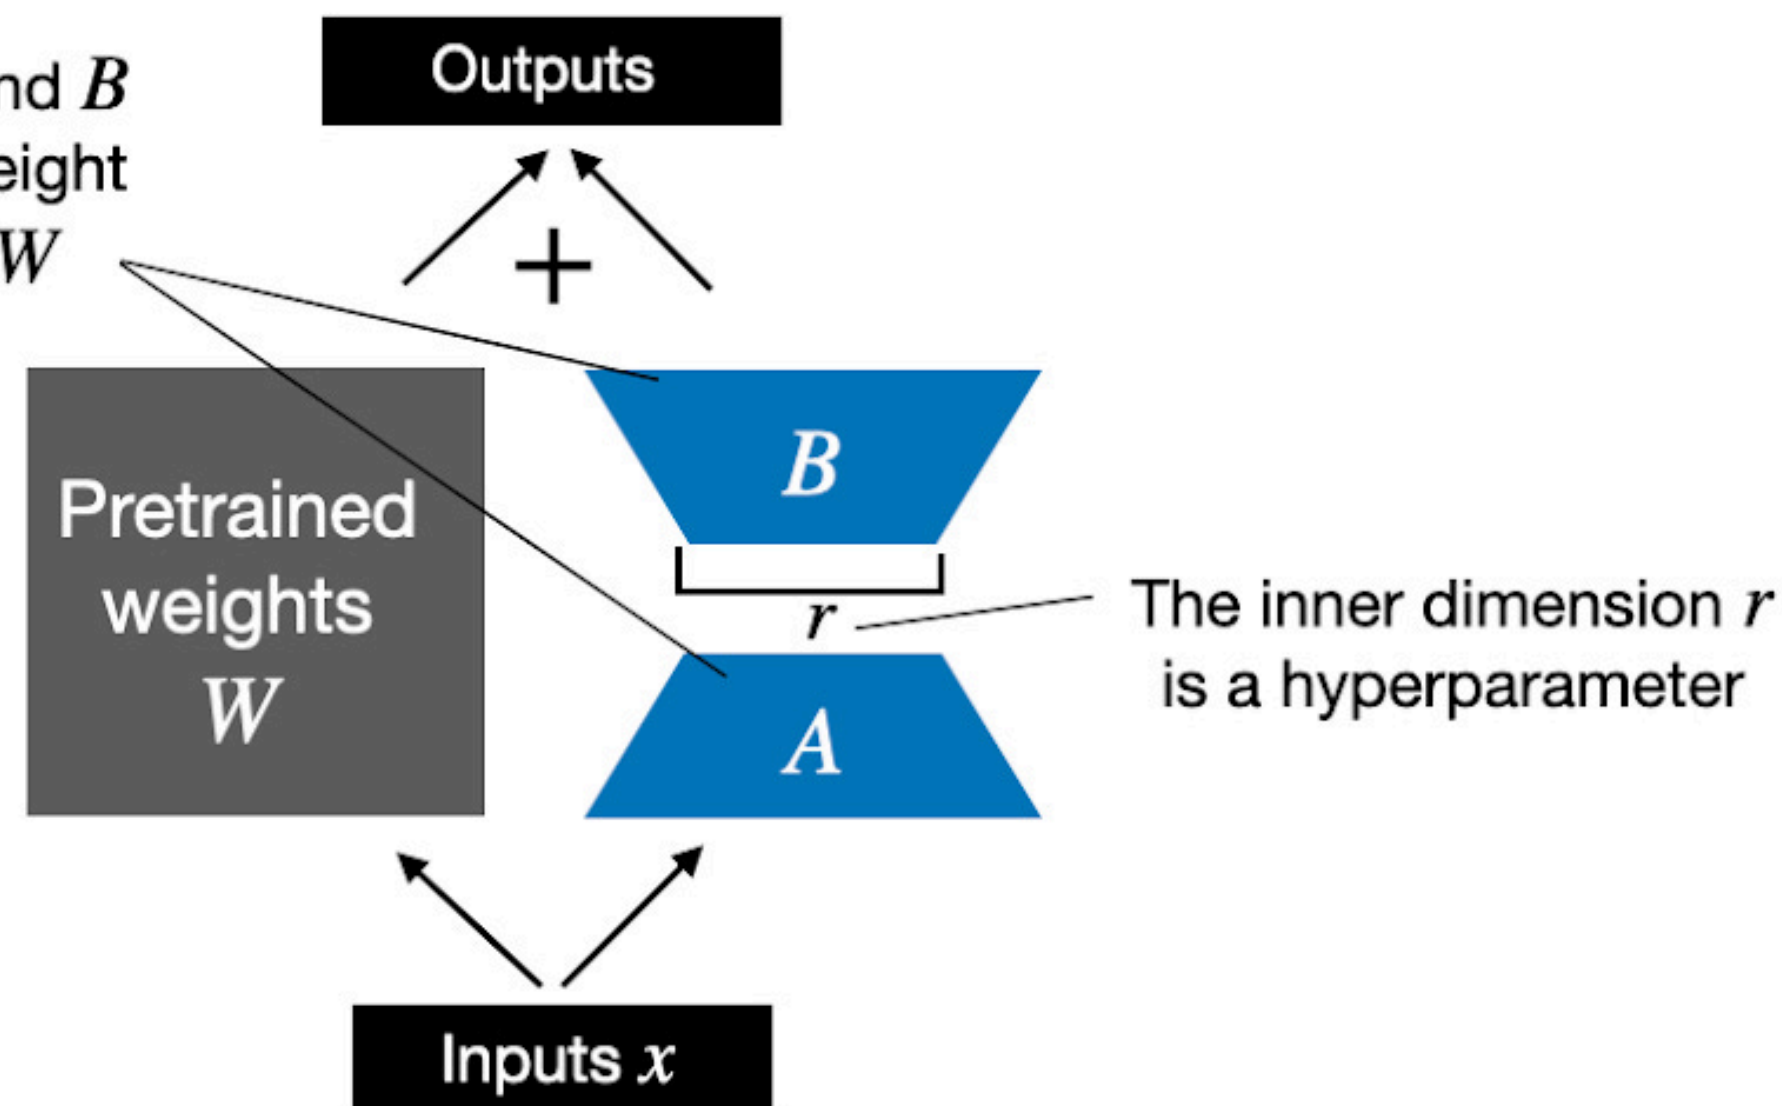 Outputs
nd B
eight
W
Pretrained
weights
W
B
r
A
The inner dimension r
is a hyperparameter
Inputs x